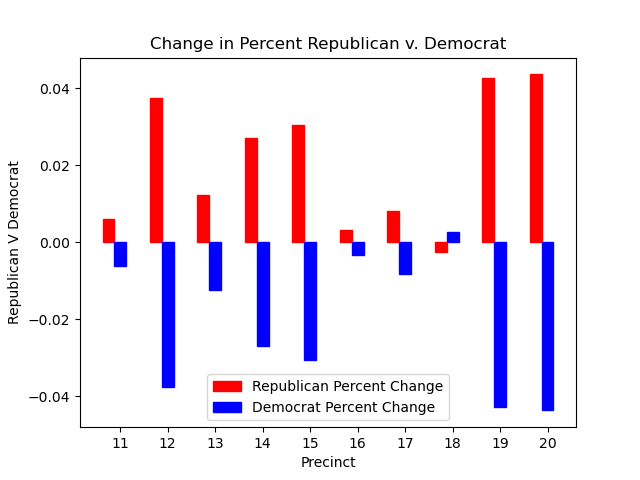 Change in Percent Republican v. Democrat
Republican V Democrat
0.04
0.02
0.00
−0.02
−0.04
Republican Percent Change
Democrat Percent Change
11 12 13 14 15 16 17 18 19 20
Precinct